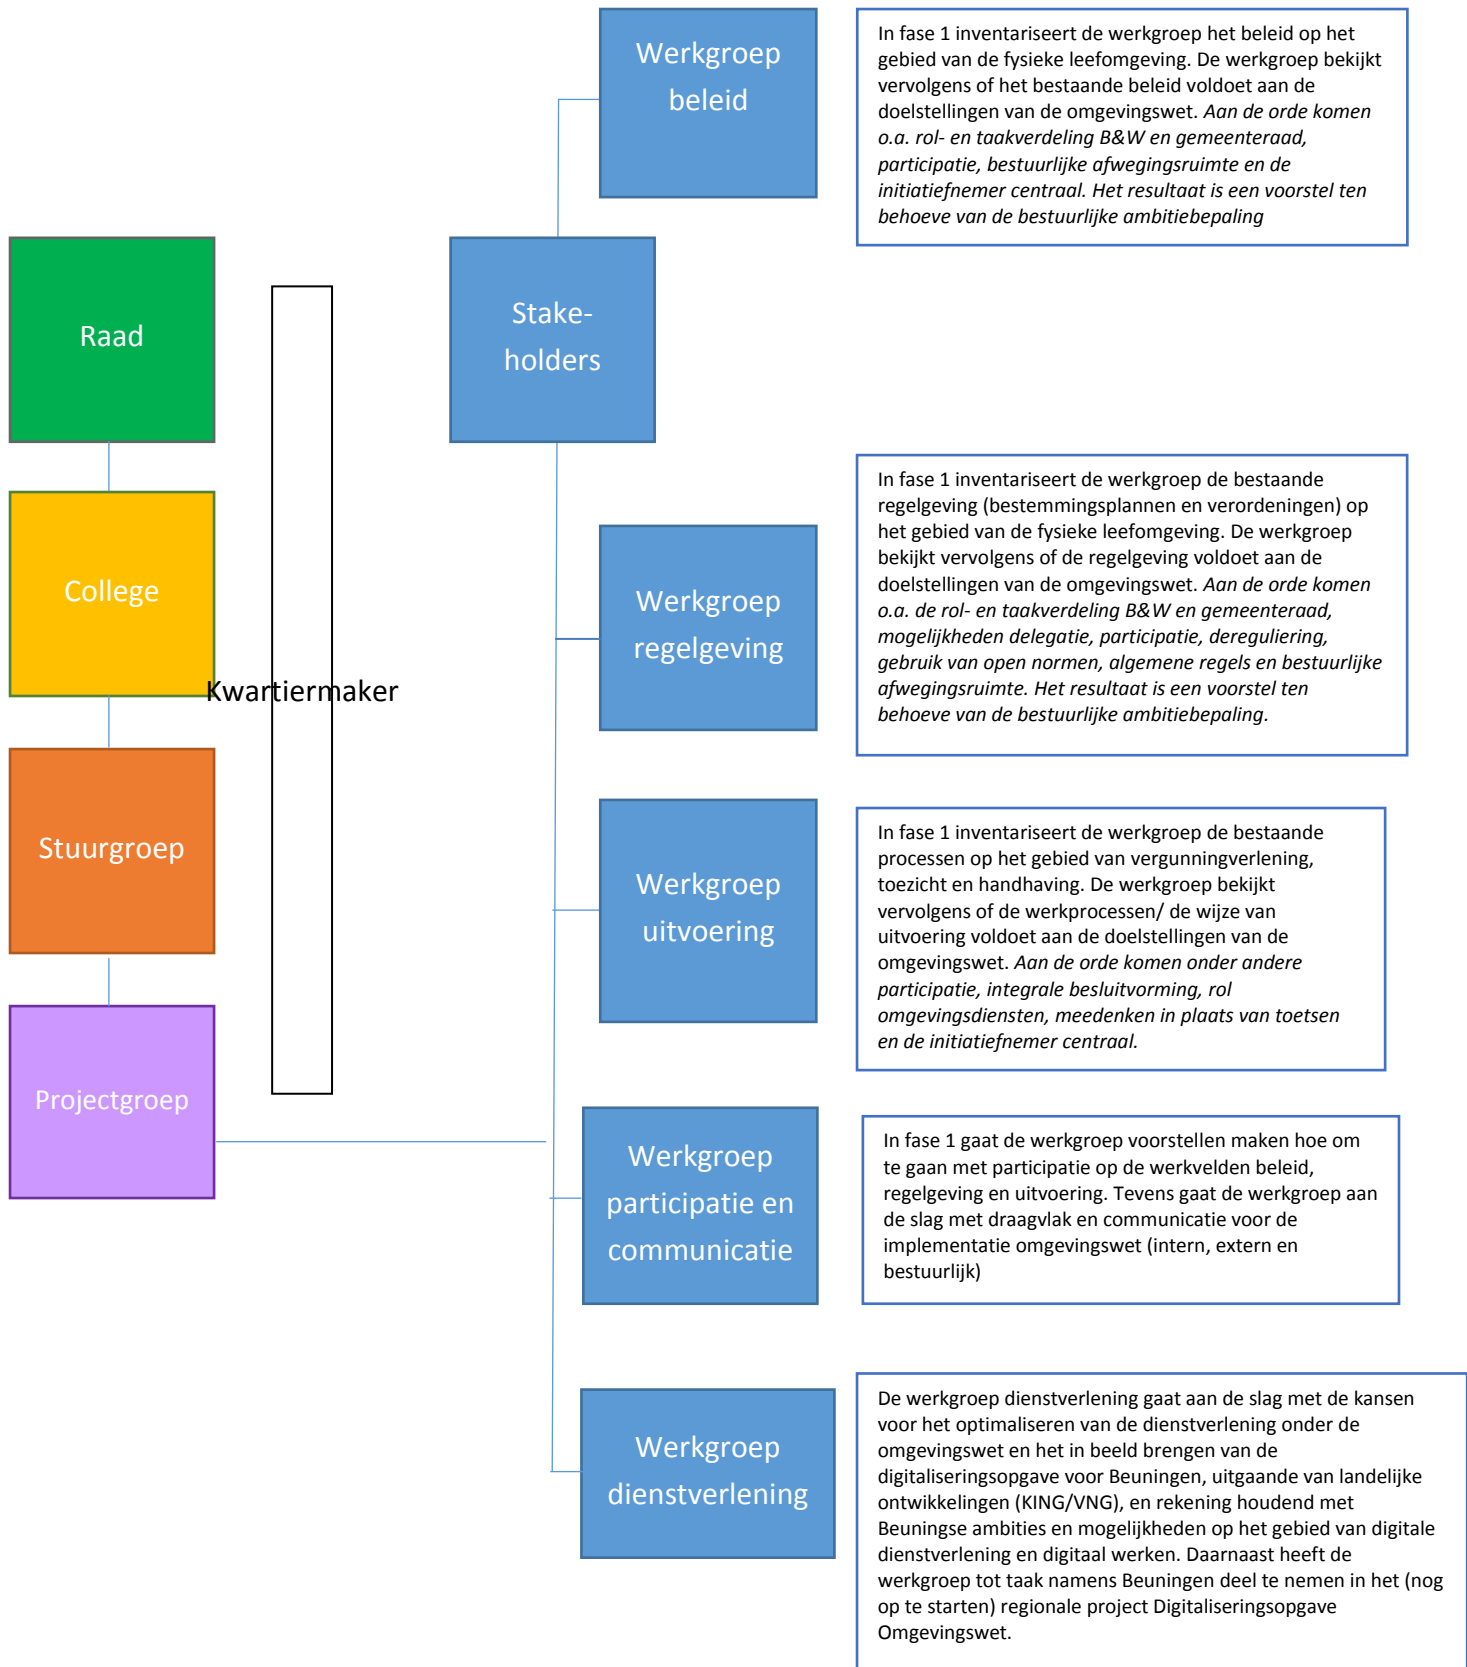 Werkgroep
beleid
In fase 1 inventariseert de werkgroep het beleid op het
gebied van de fysieke leefomgeving. De werkgroep bekijkt
vervolgens of het bestaande beleid voldoet aan de
doelstellingen van de omgevingswet. Aan de orde komen
o.a. rol- en taakverdeling B&W en gemeenteraad,
participatie, bestuurlijke afwegingsruimte en de
initiatiefnemer centraal. Het resultaat is een voorstel ten
behoeve van de bestuurlijke ambitiebepaling
Raad
Stake-
holders
College
Kwartiermaker
Werkgroep
regelgeving
In fase 1 inventariseert de werkgroep de bestaande
regelgeving (bestemmingsplannen en verordeningen) op
het gebied van de fysieke leefomgeving. De werkgroep
bekijkt vervolgens of de regelgeving voldoet aan de
doelstellingen van de omgevingswet. Aan de orde komen
o.a. de rol- en taakverdeling B&W en gemeenteraad,
mogelijkheden delegatie, participatie, deregulering,
gebruik van open normen, algemene regels en bestuurlijke
afwegingsruimte. Het resultaat is een voorstel ten
behoeve van de bestuurlijke ambitiebepaling.
Stuurgroep
Werkgroep
uitvoering
In fase 1 inventariseert de werkgroep de bestaande
processen op het gebied van vergunningverlening,
toezicht en handhaving. De werkgroep bekijkt
vervolgens of de werkprocessen/ de wijze van
uitvoering voldoet aan de doelstellingen van de
omgevingswet. Aan de orde komen onder andere
participatie, integrale besluitvorming, rol
omgevingsdiensten, meedenken in plaats van toetsen
en de initiatiefnemer centraal.
Projectgroep
Werkgroep
participatie en
communicatie
In fase 1 gaat de werkgroep voorstellen maken hoe om
te gaan met participatie op de werkvelden beleid,
regelgeving en uitvoering. Tevens gaat de werkgroep aan
de slag met draagvlak en communicatie voor de
implementatie omgevingswet (intern, extern en
bestuurlijk)
Werkgroep
dienstverlening
De werkgroep dienstverlening gaat aan de slag met de kansen
voor het optimaliseren van de dienstverlening onder de
omgevingswet en het in beeld brengen van de
digitaliseringsopgave voor Beuningen, uitgaande van landelijke
ontwikkelingen (KING/VNG), en rekening houdend met
Beuningse ambities en mogelijkheden op het gebied van digitale
dienstverlening en digitaal werken. Daarnaast heeft de
werkgroep tot taak namens Beuningen deel te nemen in het (nog
op te starten) regionale project Digitaliseringsopgave
Omgevingswet.